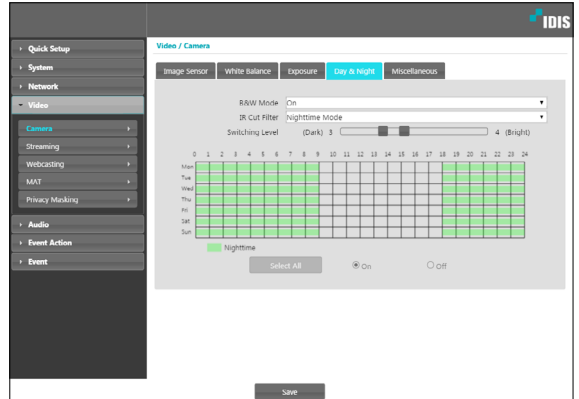 IDIS
Quick Setup
System
Network
Video
Camera
Streaming
Webcasting
MAT
Privacy Masking
Audio
Event Action
Event
Video / Camera
Image Sensor White Balance Exposure Day & Night Miscellaneous
B&W Mode On
IR Cut Filter Nighttime Mode
Switching Level (Dark) 3 4 (Bright)
0 1 2 3 4 5 6 7 8 9 10 11 12 13 14 15 16 17 18 19 20 21 22 23 24
Mon
Tue
Wed
Thu
Fri
Sat
Sun
Nighttime
Select All On Off
Save